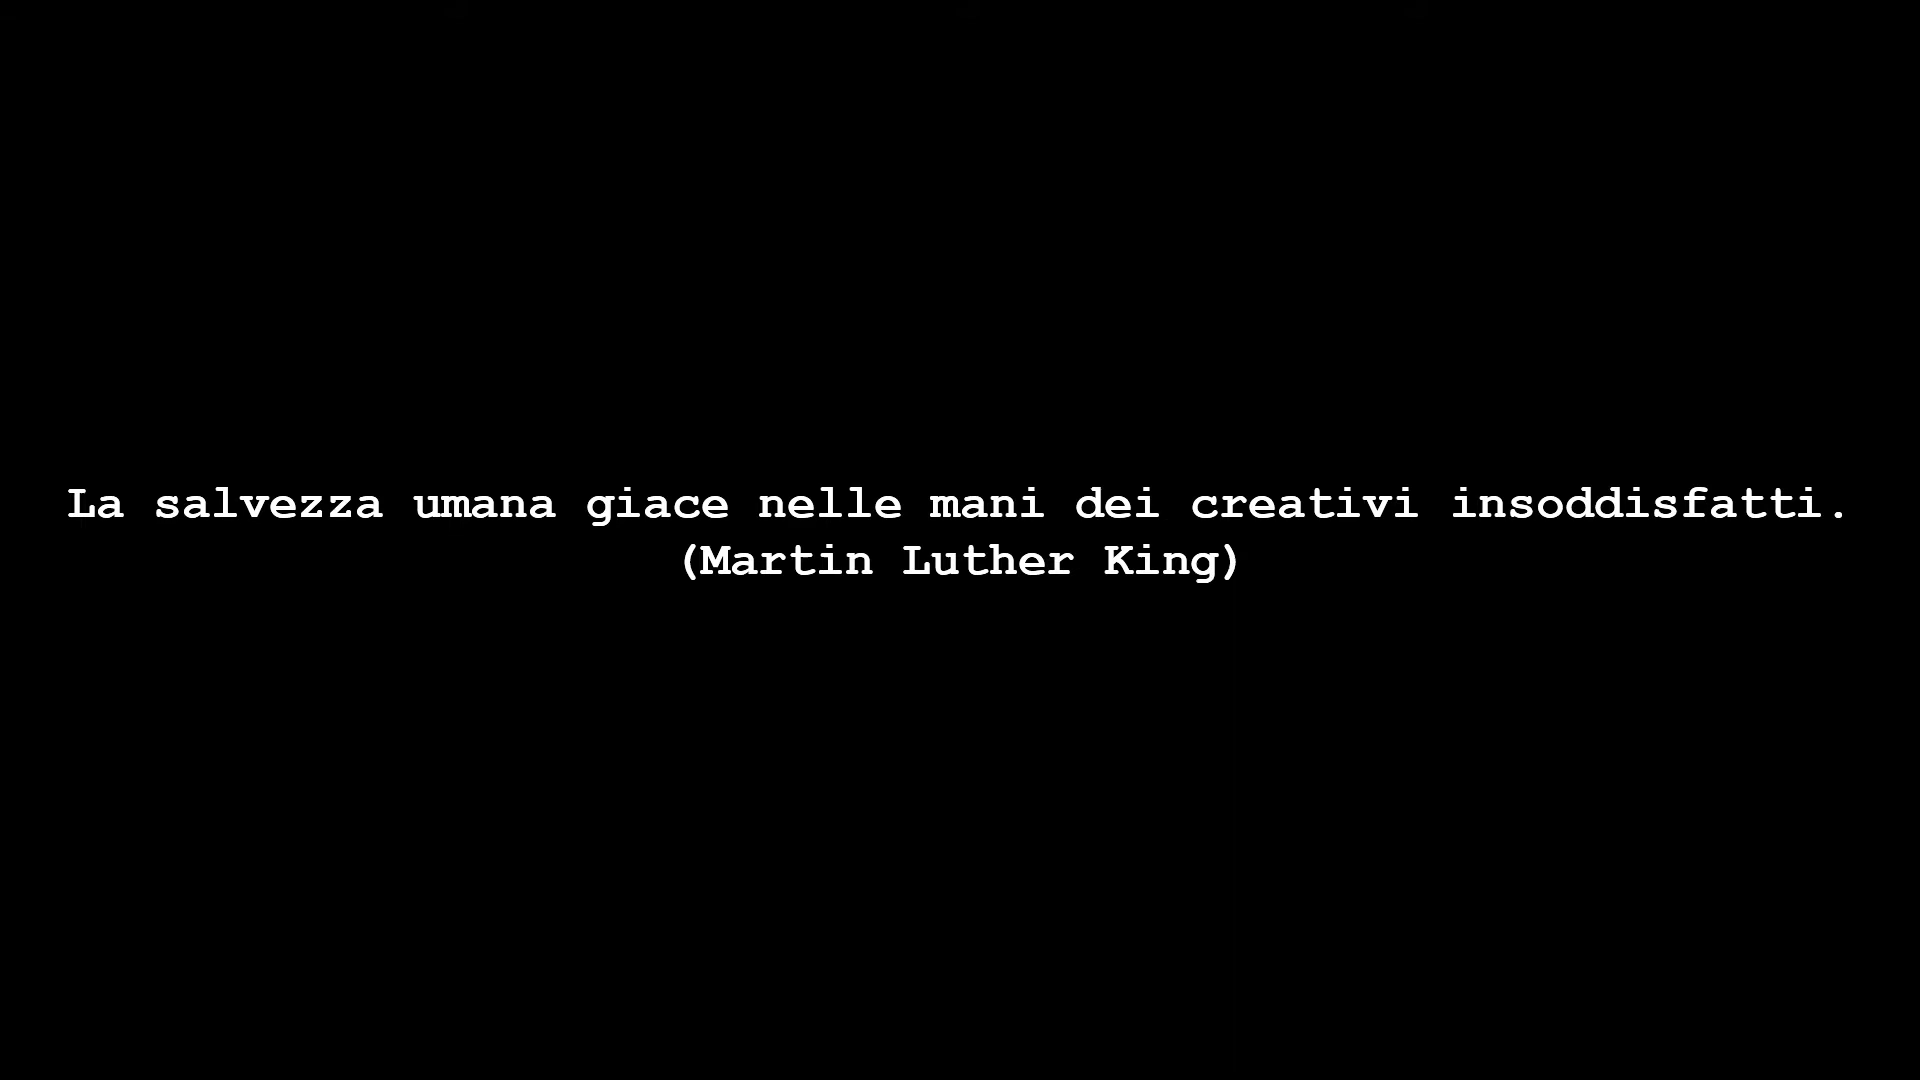 La salvezza umana giace nelle mani dei creativi insoddisfatti.
(Martin Luther King)